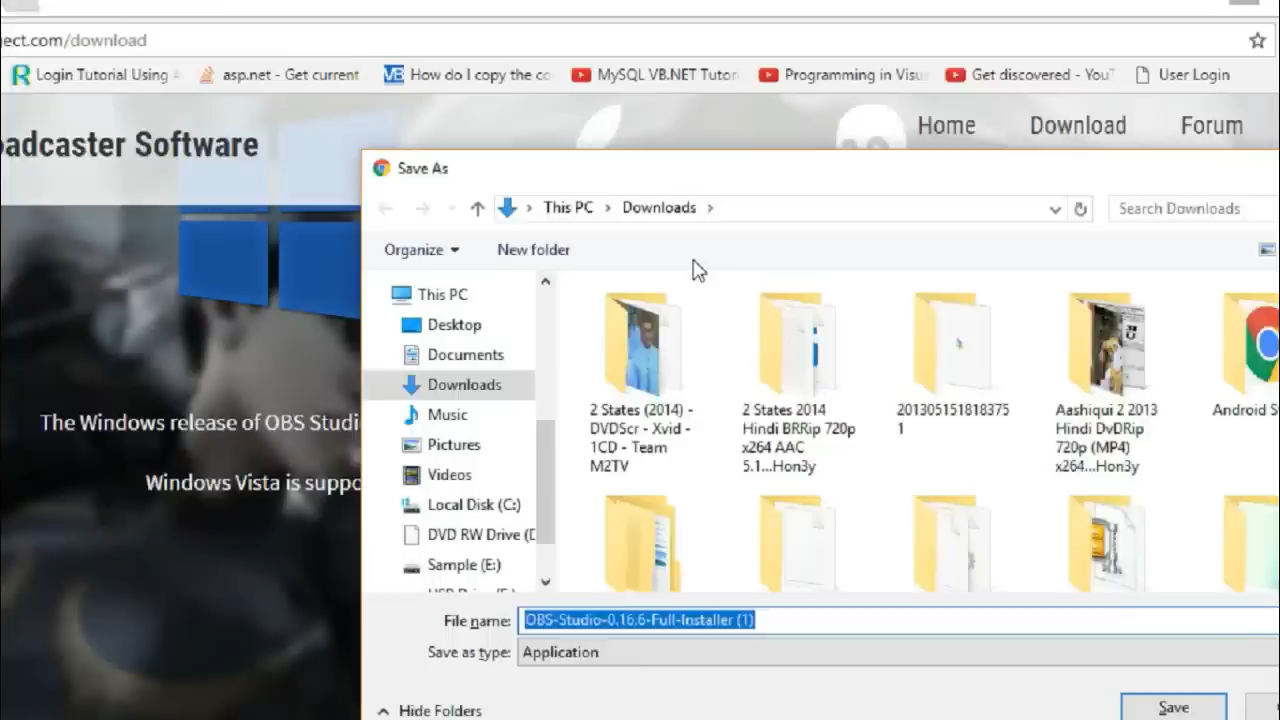 ect.com/download
Login Tutorial Using
asp.net - Get current
How do I copy the co
MySQL VB.NET Tutor
Programming in Visu
Get discovered - You
User Login
oadcaster Software
Home
Download
Forum
Save As
This PC
Downloads
Search Downloads
Organize
New folder
This PC
Desktop
Documents
Downloads
Music
Pictures
Videos
Local Disk (C:)
DVD RW Drive (D
Sample (E:)
2 States (2014) -
DVDScr - Xvid -
1CD - Team
M2TV
2 States 2014
Hindi BRRip 720p
x264 AAC
5.1...Hon3y
201305151818375
1
Aashiqui 2 2013
Hindi DvDRip
720p (MP4)
x264...Hon3y
Android S
The Windows release of OBS Studi
Windows Vista is suppo
File name:
OBS-Studio-0.16.6-Full-Installer (1)
Save as type:
Application
Hide Folders
Save